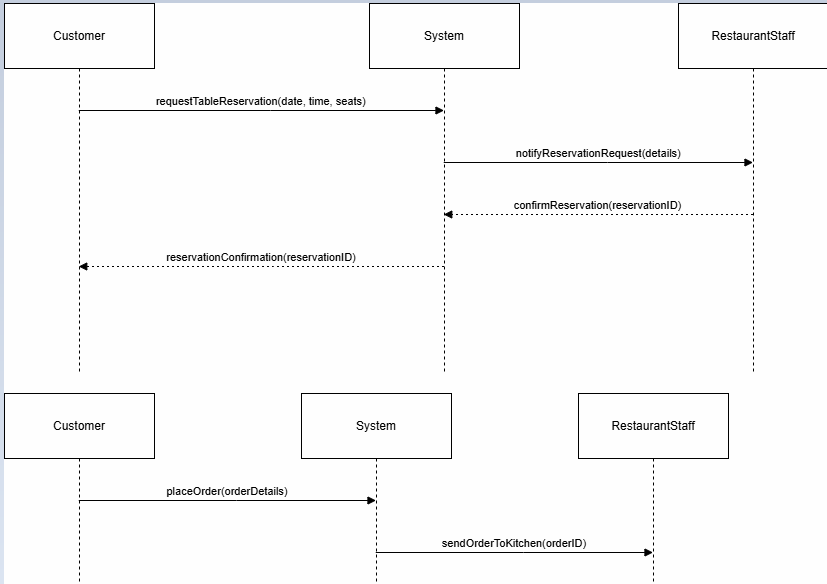 Customer
System
RestaurantStaff
requestTableReservation(date, time, seats)
notifyReservationRequest(details)
confirmReservation(reservationID)
reservationConfirmation(reservationID)
Customer
System
RestaurantStaff
placeOrder(orderDetails)
sendOrderToKitchen(orderID)